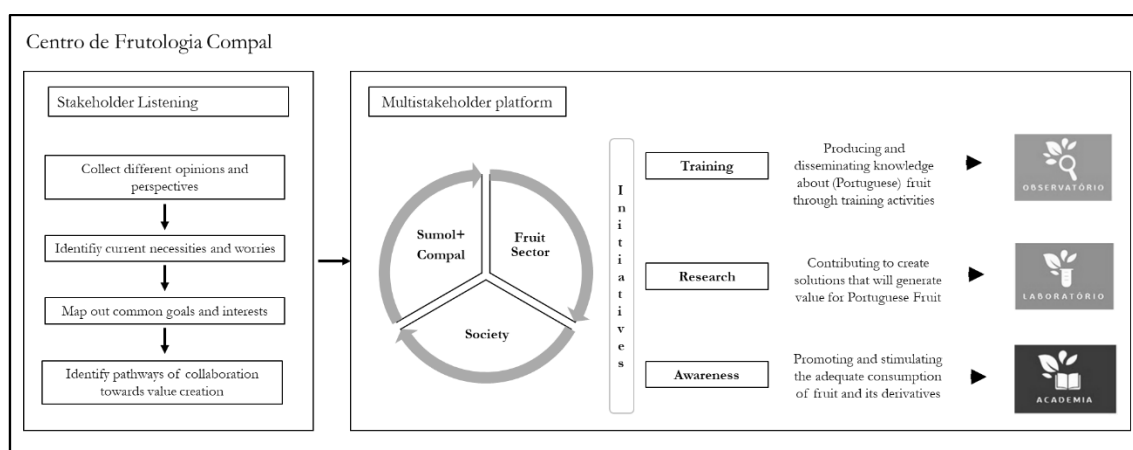 Centro de Frutologia Compal
Stakeholder Listening
Collect different opinions and
perspectives
Identifiy current necessities and worries
Map out common goals and interests
Identify pathways of collaboration
towards value creation
Multistakeholder platform
Sumol+
Compal
Fruit
Sector
Society
Initiatives
Training
Producing and
disseminating knowledge
about (Portuguese) fruit
through training activities
OBSERVATÓRIO
Research
Contributing to create
solutions that will generate
value for Portuguese Fruit
LABORATÓRIO
Awareness
Promoting and stimulating
the adequate consumption
of fruit and its derivatives
ACADEMIA